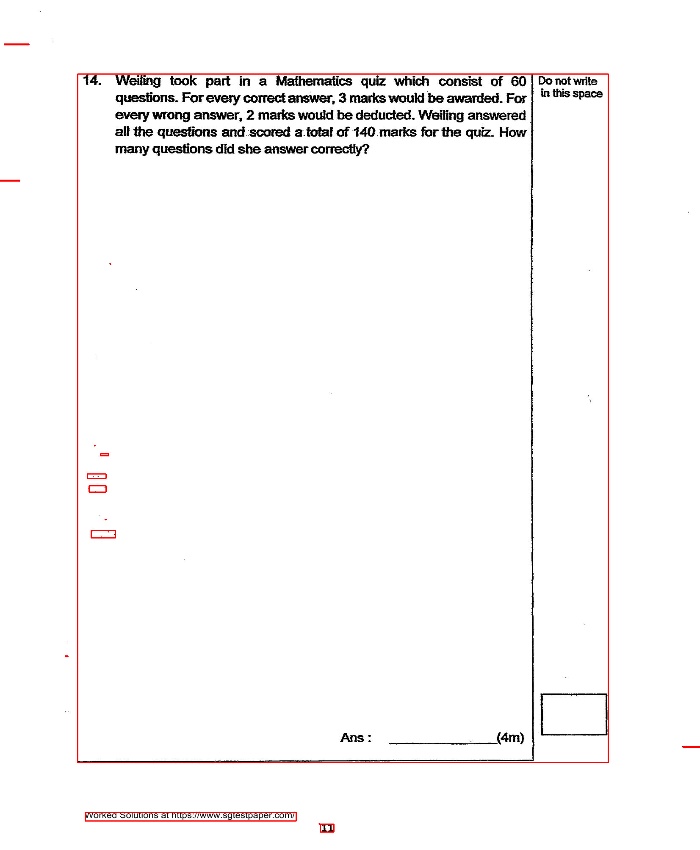 14. Weiling took part in a Mathematics quiz which consist of 60
questions. For every correct answer, 3 marks would be awarded. For
every wrong answer, 2 marks would be deducted. Weiling answered
all the questions and scored a total of 140 marks for the quiz. How
many questions did she answer correctly?
Do not write
in this space
Ans : ______________(4m)
Worked Solutions at https://www.sgtestpaper.com/
11